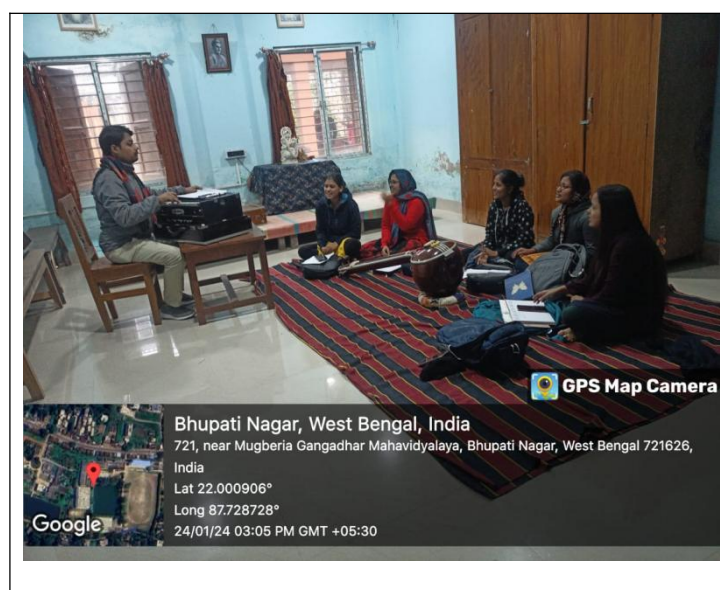 GPS Map Camera
Bhupati Nagar, West Bengal, India
721, near Mugberia Gangadhar Mahavidyalaya, Bhupati Nagar, West Bengal 721626,
India
Lat 22.000906°
Long 87.728728°
24/01/24 03:05 PM GMT +05:30
Google